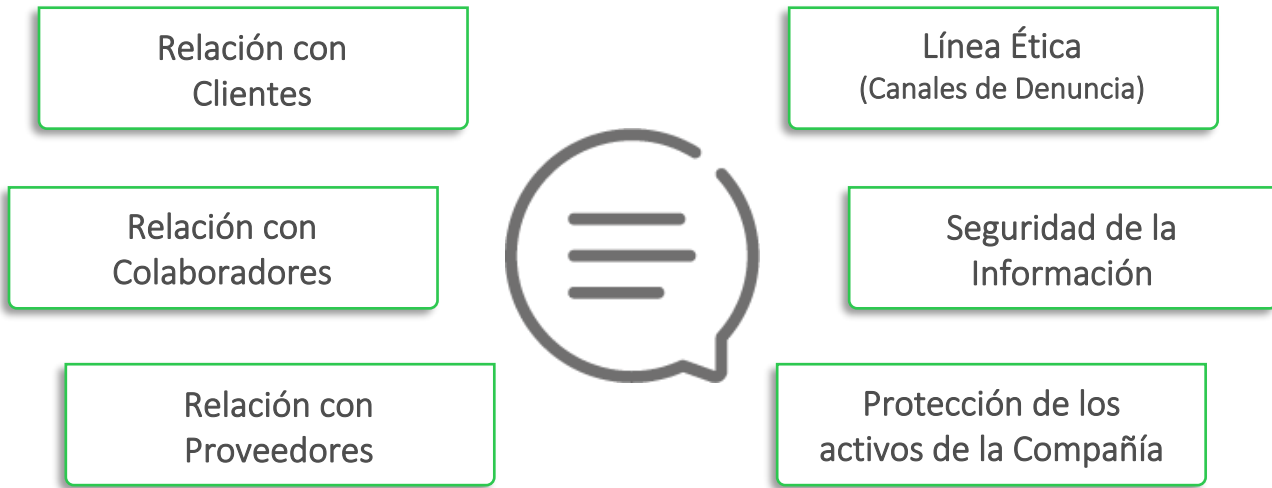 Relación con
Clientes
Línea Ética
(Canales de Denuncia)
Relación con
Colaboradores
Seguridad de la
Información
Relación con
Proveedores
Protección de los
activos de la Compañía